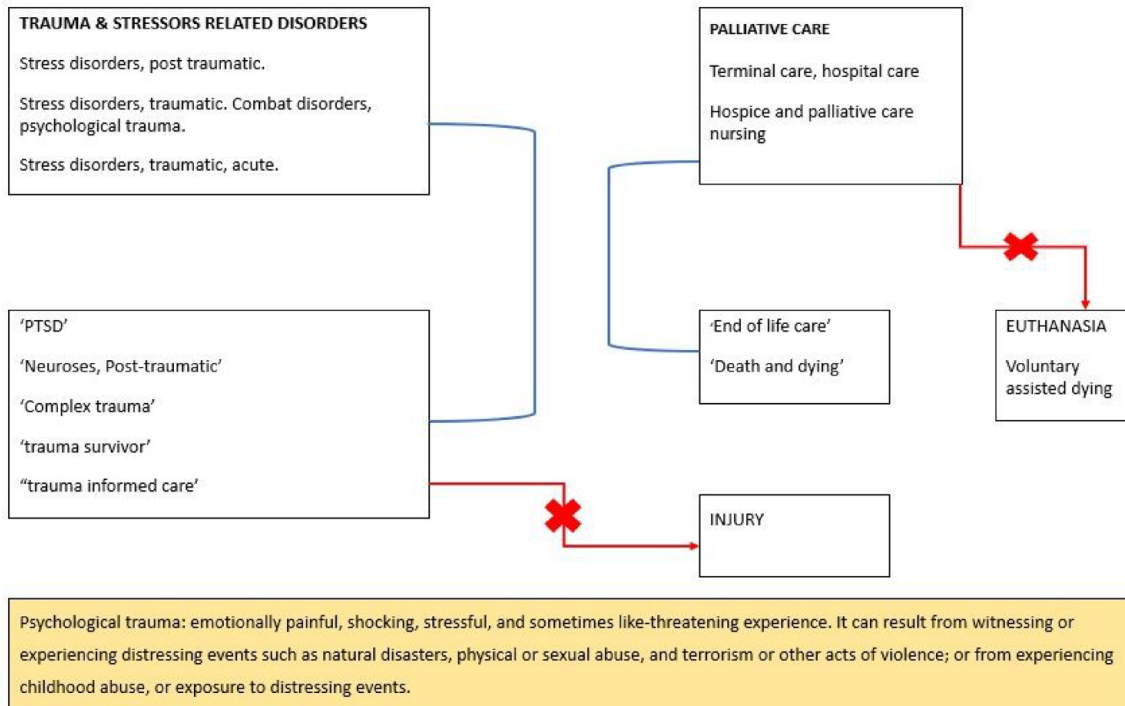 TRAUMA & STRESSORS RELATED DISORDERS
Stress disorders, post traumatic.
Stress disorders, traumatic. Combat disorders,
psychological trauma.
Stress disorders, traumatic, acute.
PALLIATIVE CARE
Terminal care, hospital care
Hospice and palliative care
nursing
‘PTSD’
‘Neuroses, Post-traumatic’
‘Complex trauma’
‘trauma survivor’
“trauma informed care’
‘End of life care’
‘Death and dying’
EUTHANASIA
Voluntary
assisted dying
INJURY
Psychological trauma: emotionally painful, shocking, stressful, and sometimes like-threatening experience. It can result from witnessing or
experiencing distressing events such as natural disasters, physical or sexual abuse, and terrorism or other acts of violence; or from experiencing
childhood abuse, or exposure to distressing events.